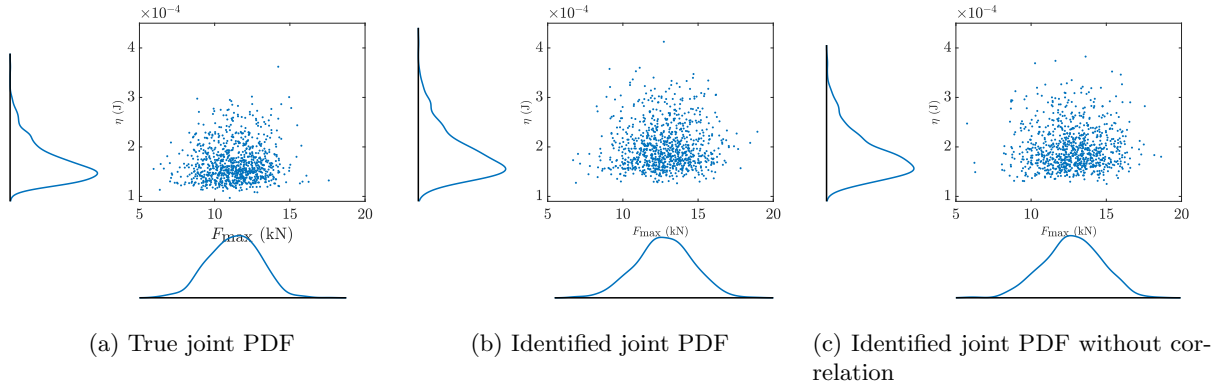 ×10⁻⁴
4
3
2
1
η (J)
5 10 15 20
F_max (kN)
(a) True joint PDF
×10⁻⁴
4
3
2
1
η (J)
5 10 15 20
F_max (kN)
(b) Identified joint PDF
×10⁻⁴
4
3
2
1
η (J)
5 10 15 20
F_max (kN)
(c) Identified joint PDF without cor-
relation